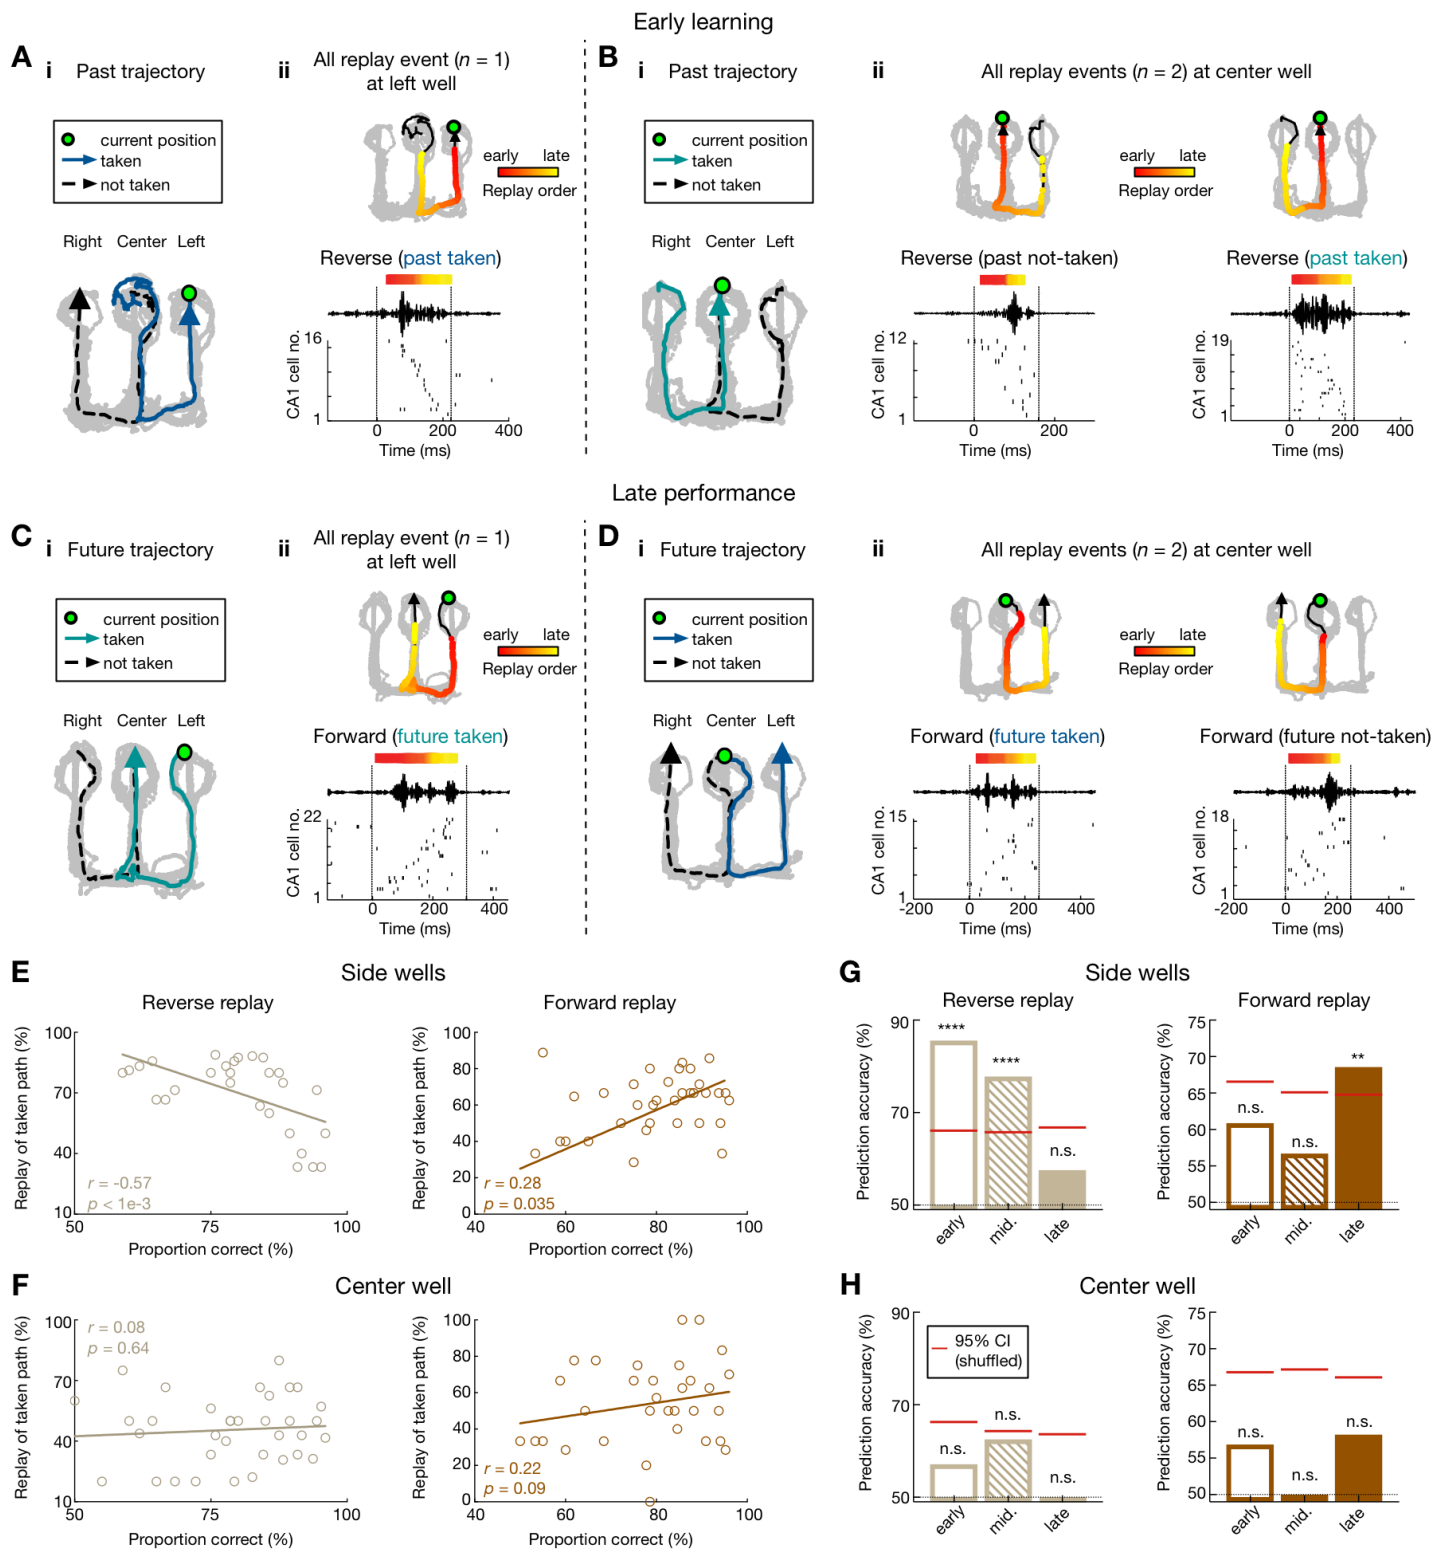 Early learning
A
i
Past trajectory
current position
taken
not taken
Right
Center
Left
ii
All replay event (n = 1)
at left well
early
late
Replay order
Reverse (past taken)
CA1 cell no.
16
1
0
200
400
Time (ms)
B
i
Past trajectory
current position
taken
not taken
Right
Center
Left
ii
All replay events (n = 2) at center well
early
late
Replay order
Reverse (past not-taken)
CA1 cell no.
12
1
0
200
Time (ms)
Reverse (past taken)
CA1 cell no.
19
1
0
200
400
Time (ms)
Late performance
C
i
Future trajectory
current position
taken
not taken
Right
Center
Left
ii
All replay event (n = 1)
at left well
early
late
Replay order
Forward (future taken)
CA1 cell no.
22
1
0
200
400
Time (ms)
D
i
Future trajectory
current position
taken
not taken
Right
Center
Left
ii
All replay events (n = 2) at center well
early
late
Replay order
Forward (future taken)
CA1 cell no.
15
1
-200
0
200
400
Time (ms)
Forward (future not-taken)
CA1 cell no.
18
1
-200
0
200
400
Time (ms)
E
Side wells
Reverse replay
Replay of taken path (%)
100
70
40
10
r = -0.57
p < 1e-3
50
75
100
Proportion correct (%)
Forward replay
Replay of taken path (%)
100
80
60
40
20
0
r = 0.28
p = 0.035
40
60
80
100
Proportion correct (%)
F
Center well
Replay of taken path (%)
100
70
40
10
r = 0.08
p = 0.64
50
75
100
Proportion correct (%)
Replay of taken path (%)
100
80
60
40
20
0
r = 0.22
p = 0.09
40
60
80
100
Proportion correct (%)
G
Side wells
Reverse replay
Prediction accuracy (%)
90
70
50
****
****
n.s.
early
mid.
late
Forward replay
Prediction accuracy (%)
75
70
65
60
55
50
n.s.
n.s.
**
early
mid.
late
H
Center well
Prediction accuracy (%)
90
70
50
95% CI
(shuffled)
n.s.
n.s.
n.s.
early
mid.
late
Prediction accuracy (%)
75
70
65
60
55
50
n.s.
n.s.
n.s.
early
mid.
late